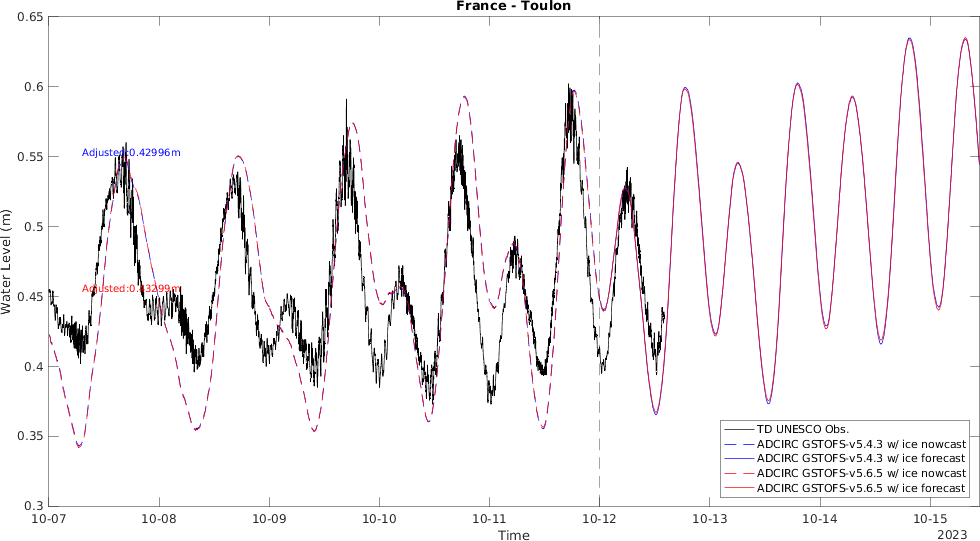 France - Toulon
0.65
0.6
0.55
0.5
0.45
0.4
0.35
0.3
Water Level (m)
Adjusted:0.42996m
Adjusted:0.43299m
TD UNESCO Obs.
ADCIRC GSTOFS-v5.4.3 w/ ice nowcast
ADCIRC GSTOFS-v5.4.3 w/ ice forecast
ADCIRC GSTOFS-v5.6.5 w/ ice nowcast
ADCIRC GSTOFS-v5.6.5 w/ ice forecast
10-07 10-08 10-09 10-10 10-11 10-12 10-13 10-14 10-15
Time
2023